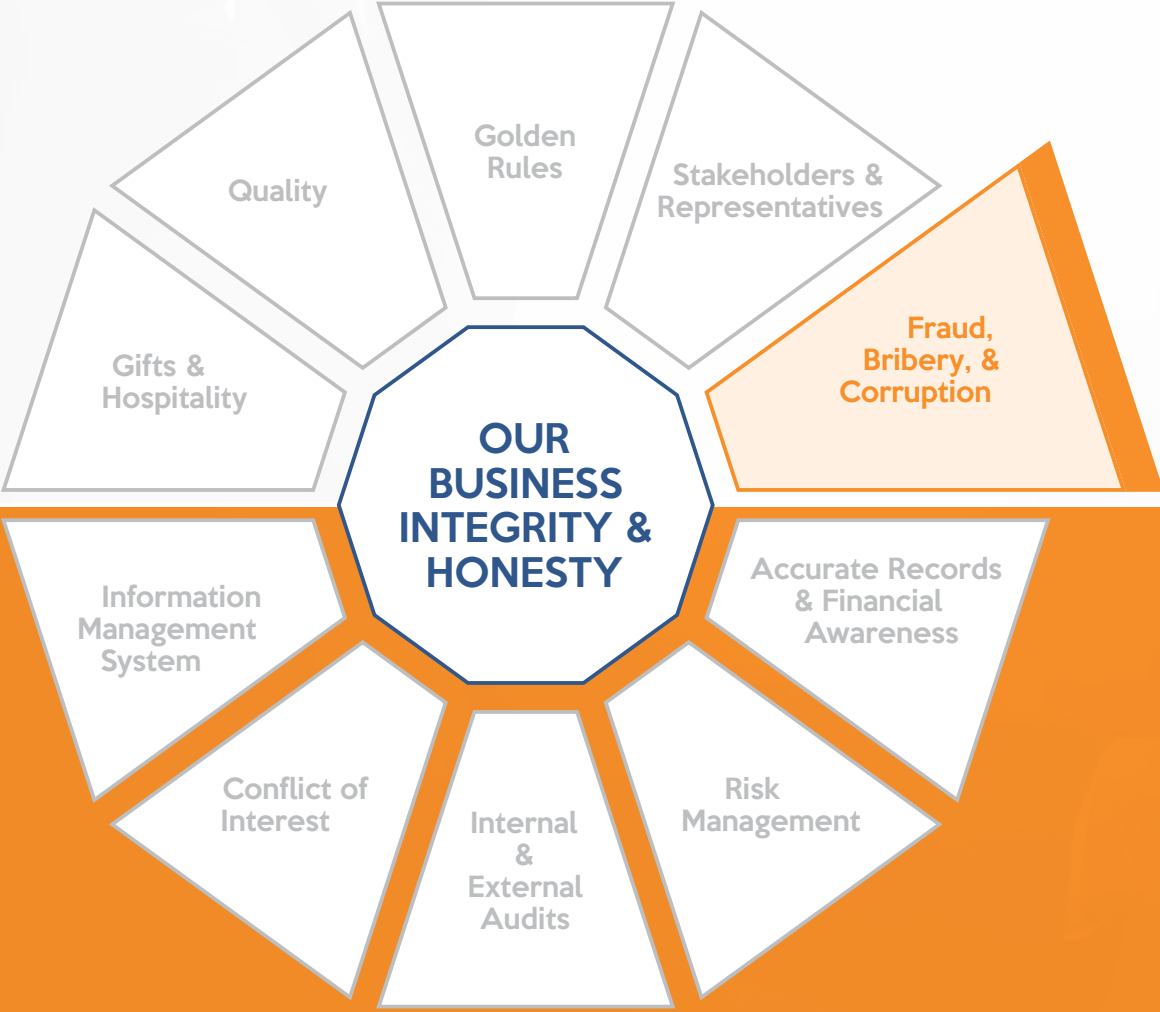 Golden
Rules
Stakeholders &
Representatives
Fraud,
Bribery, &
Corruption
Accurate Records
& Financial
Awareness
Risk
Management
Internal
&
External
Audits
Conflict of
Interest
Information
Management
System
Gifts &
Hospitality
Quality
OUR
BUSINESS
INTEGRITY &
HONESTY